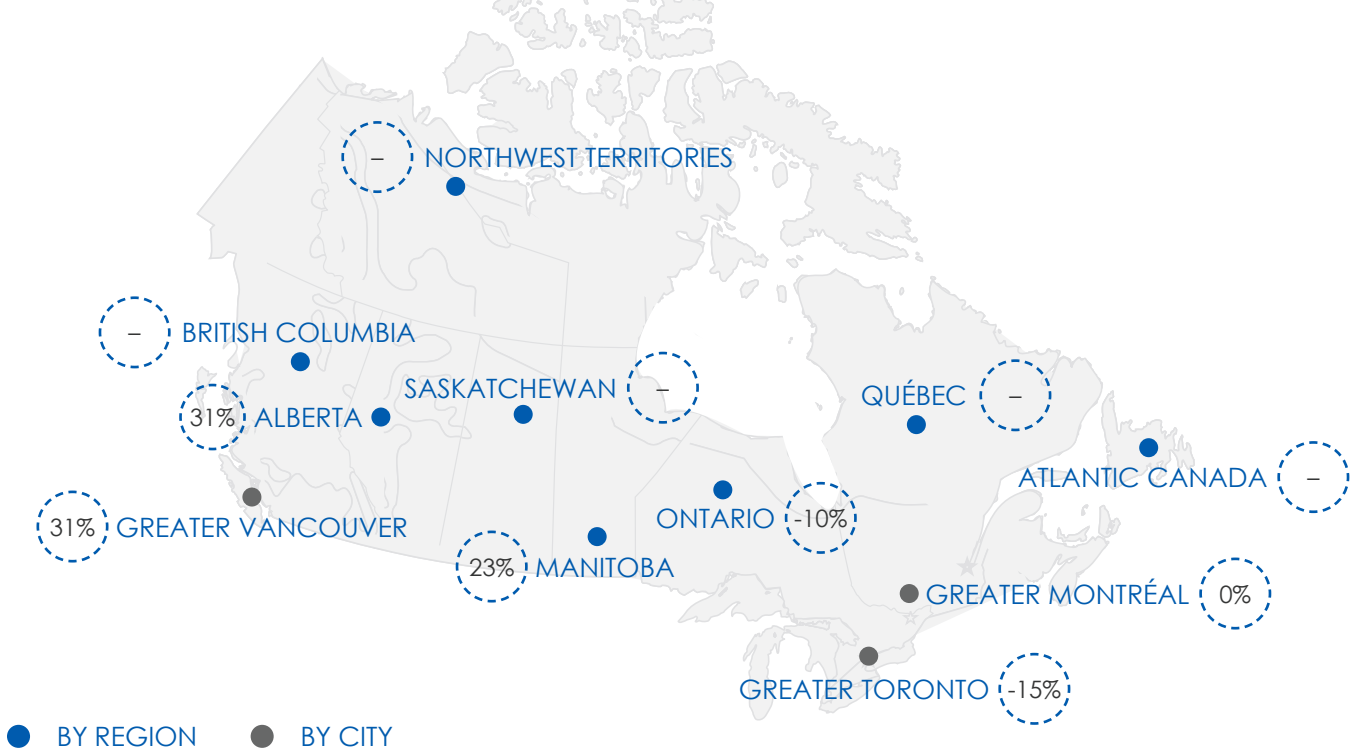 – NORTHWEST TERRITORIES
– BRITISH COLUMBIA
SASKATCHEWAN –
QUÉBEC –
31% ALBERTA
ATLANTIC CANADA –
ONTARIO -10%
31% GREATER VANCOUVER
23% MANITOBA
GREATER MONTRÉAL 0%
GREATER TORONTO -15%
BY REGION BY CITY